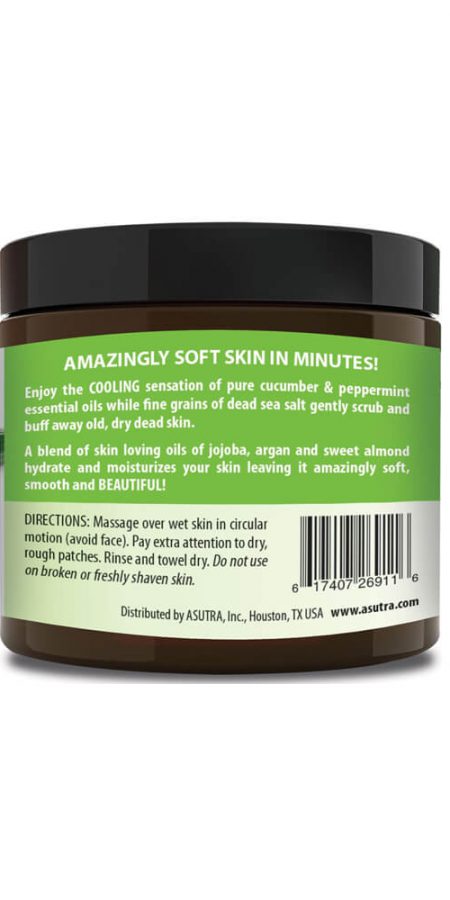 AMAZINGLY SOFT SKIN IN MINUTES!
Enjoy the COOLING sensation of pure cucumber & peppermint
essential oils while fine grains of dead sea salt gently scrub and
buff away old, dry dead skin.
A blend of skin loving oils of jojoba, argan and sweet almond
hydrate and moisturizes your skin leaving it amazingly soft,
smooth and BEAUTIFUL!
DIRECTIONS: Massage over wet skin in circular
motion (avoid face). Pay extra attention to dry,
rough patches. Rinse and towel dry. Do not use
on broken or freshly shaven skin.
6 17407 26911 6
Distributed by ASUTRA, Inc., Houston, TX USA www.asutra.com